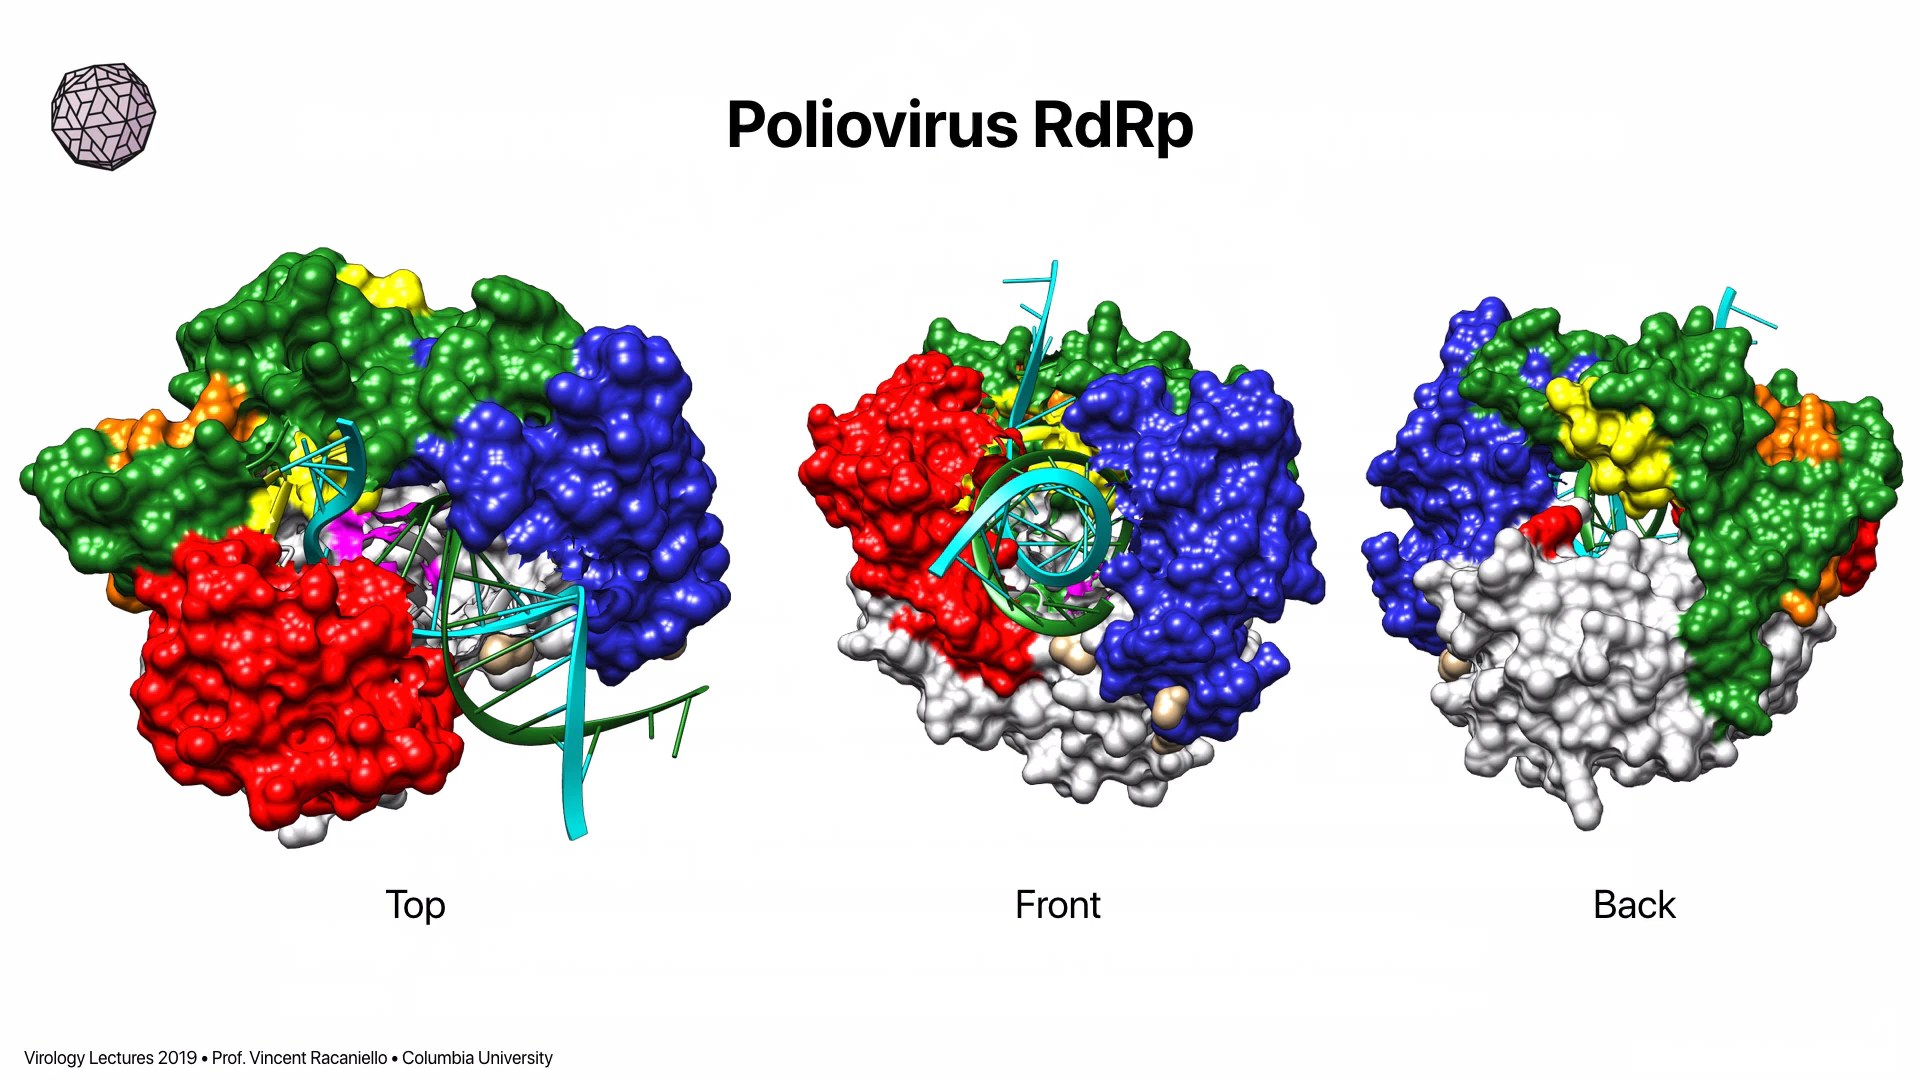 Poliovirus RdRp
Top
Front
Back
Virology Lectures 2019 • Prof. Vincent Racaniello • Columbia University